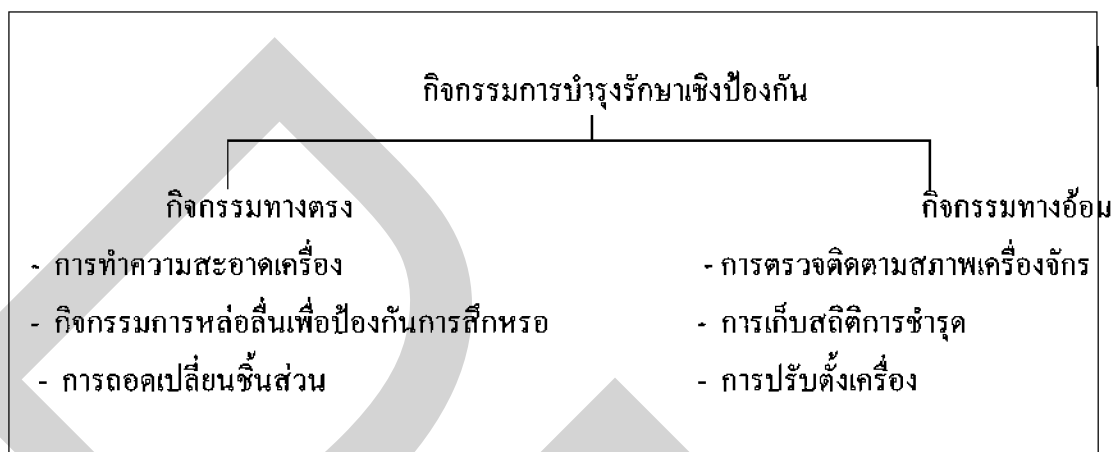 กิจกรรมการบำรุงรักษาเชิงป้องกัน
กิจกรรมทางตรง
กิจกรรมทางอ้อม
- การทำความสะอาดเครื่อง
- การตรวจติดตามสภาพเครื่องจักร
- กิจกรรมการหล่อลื่นเพื่อป้องกันการสึกหรอ
- การเก็บสถิติการชำรุด
- การถอดเปลี่ยนชิ้นส่วน
- การปรับตั้งเครื่อง